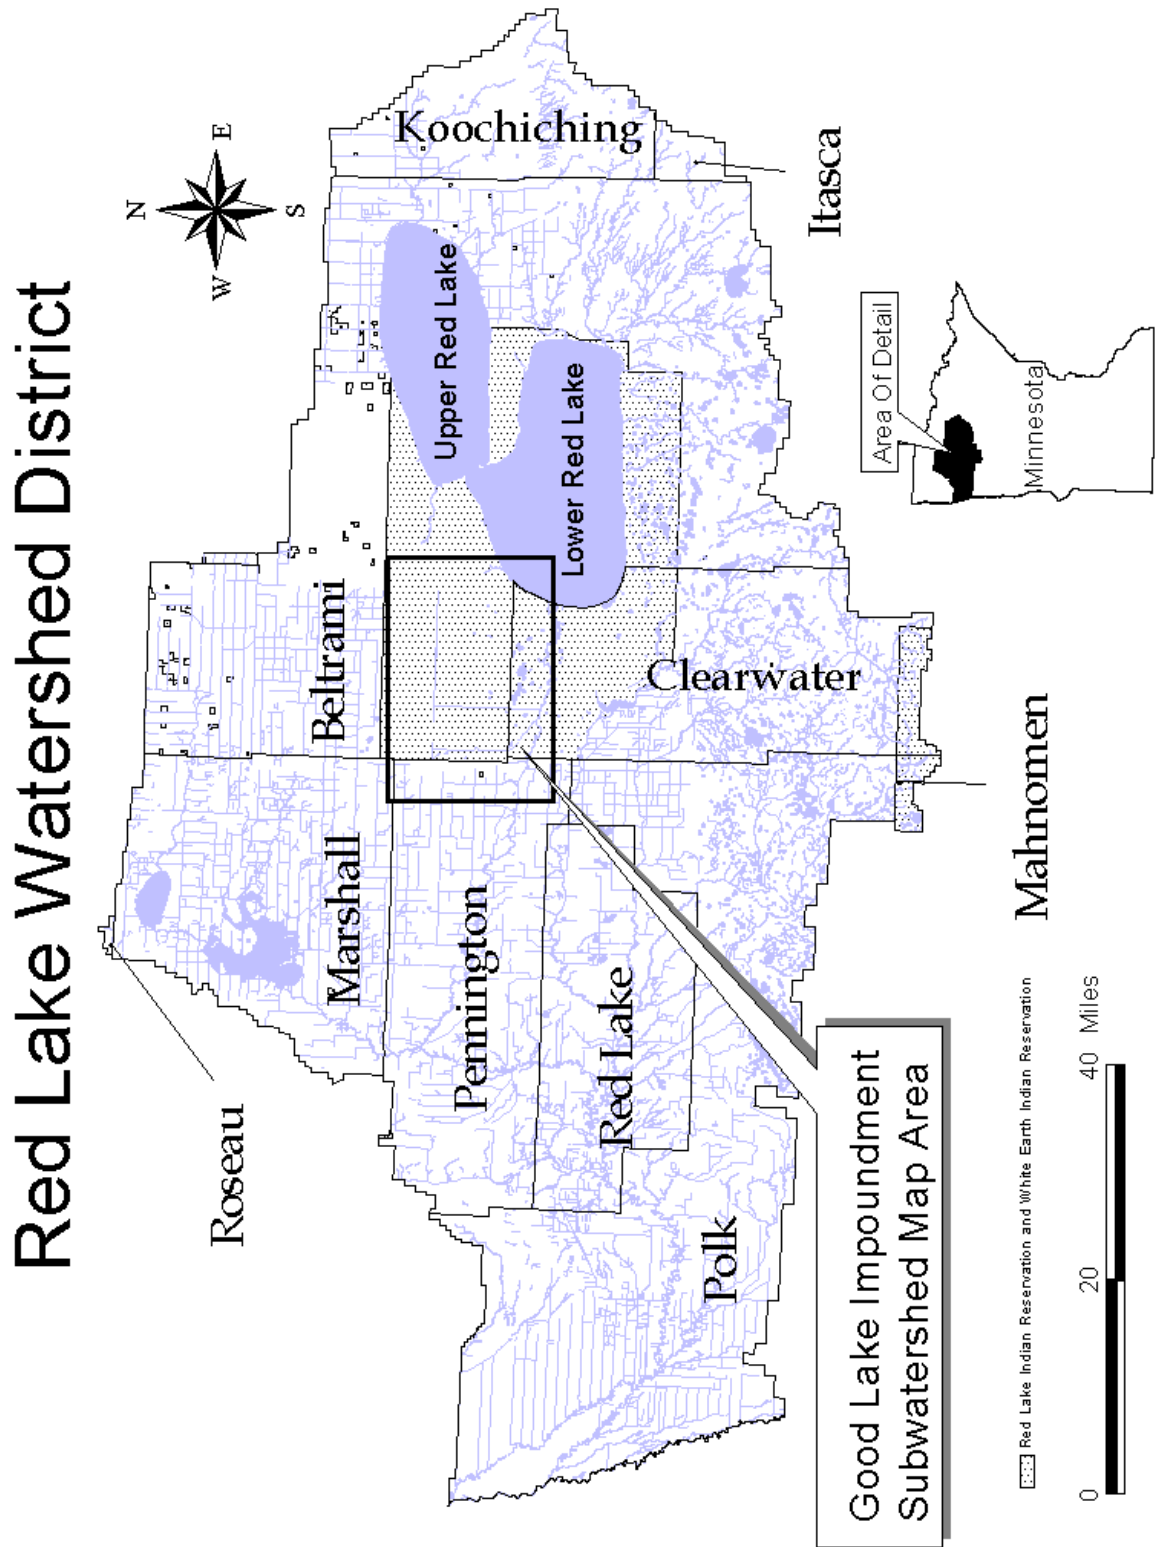 Red Lake Watershed District
N
W
E
S
Roseau
Marshall
Beltrami
Koochiching
Pennington
Upper Red Lake
Lower Red Lake
Red Lake
Clearwater
Polk
Itasca
Mahnomen
Good Lake Impoundment
Subwatershed Map Area
Area Of Detail
Minnesota
Red Lake Indian Reservation and White Earth Indian Reservation
0
20
40
Miles